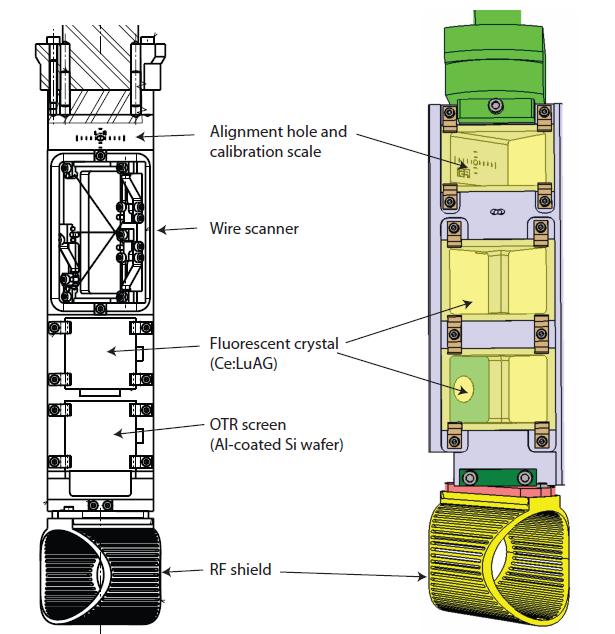 Alignment hole and
calibration scale
Wire scanner
Fluorescent crystal
(Ce:LuAG)
OTR screen
(Al-coated Si wafer)
RF shield